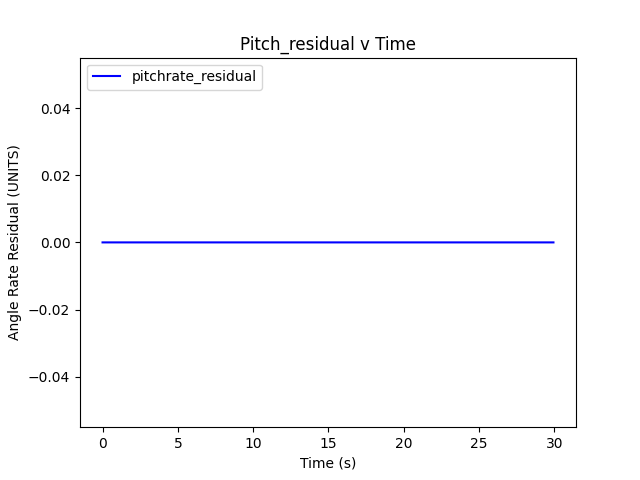 Pitch_residual v Time
pitchrate_residual
Angle Rate Residual (UNITS)
0.04
0.02
0.00
−0.02
−0.04
0 5 10 15 20 25 30
Time (s)